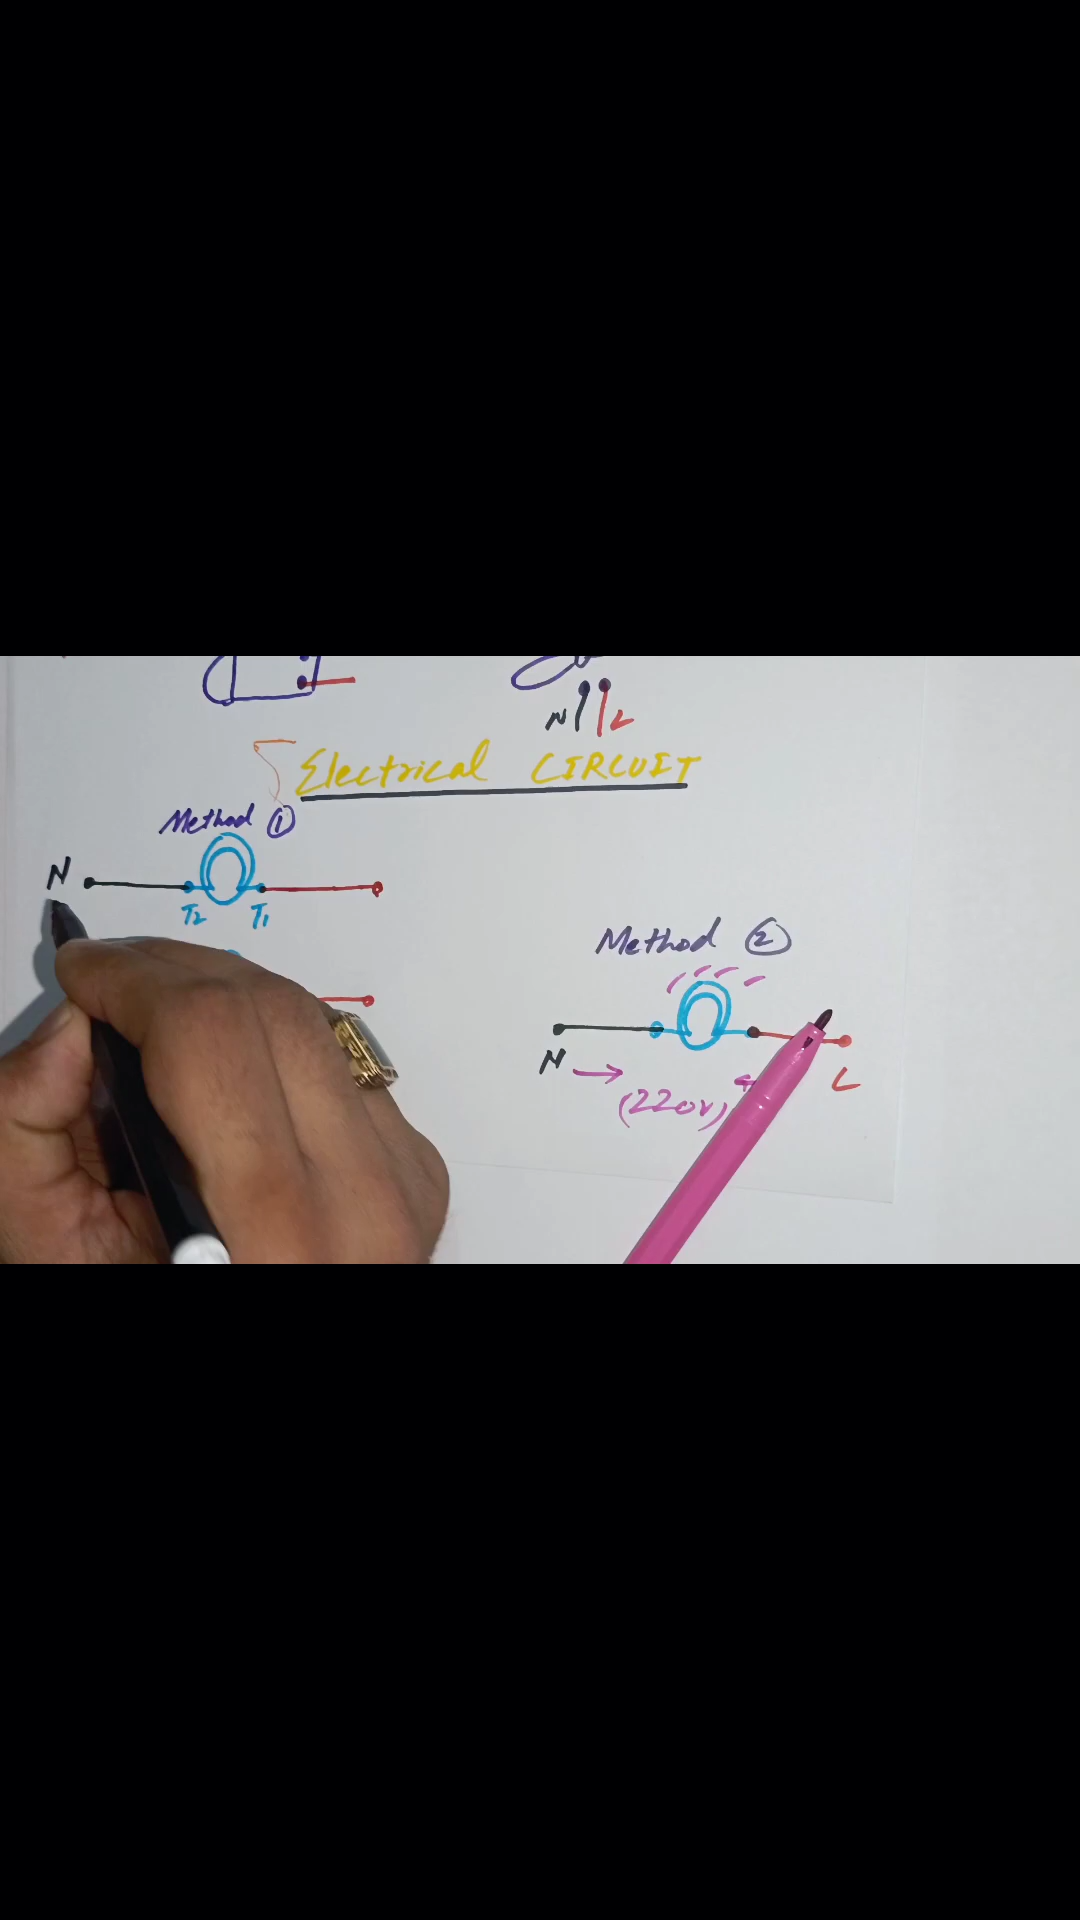 N L
Electrical CIRCUIT
Method ①
N
T2 T1
Method ②
N L
(220V)